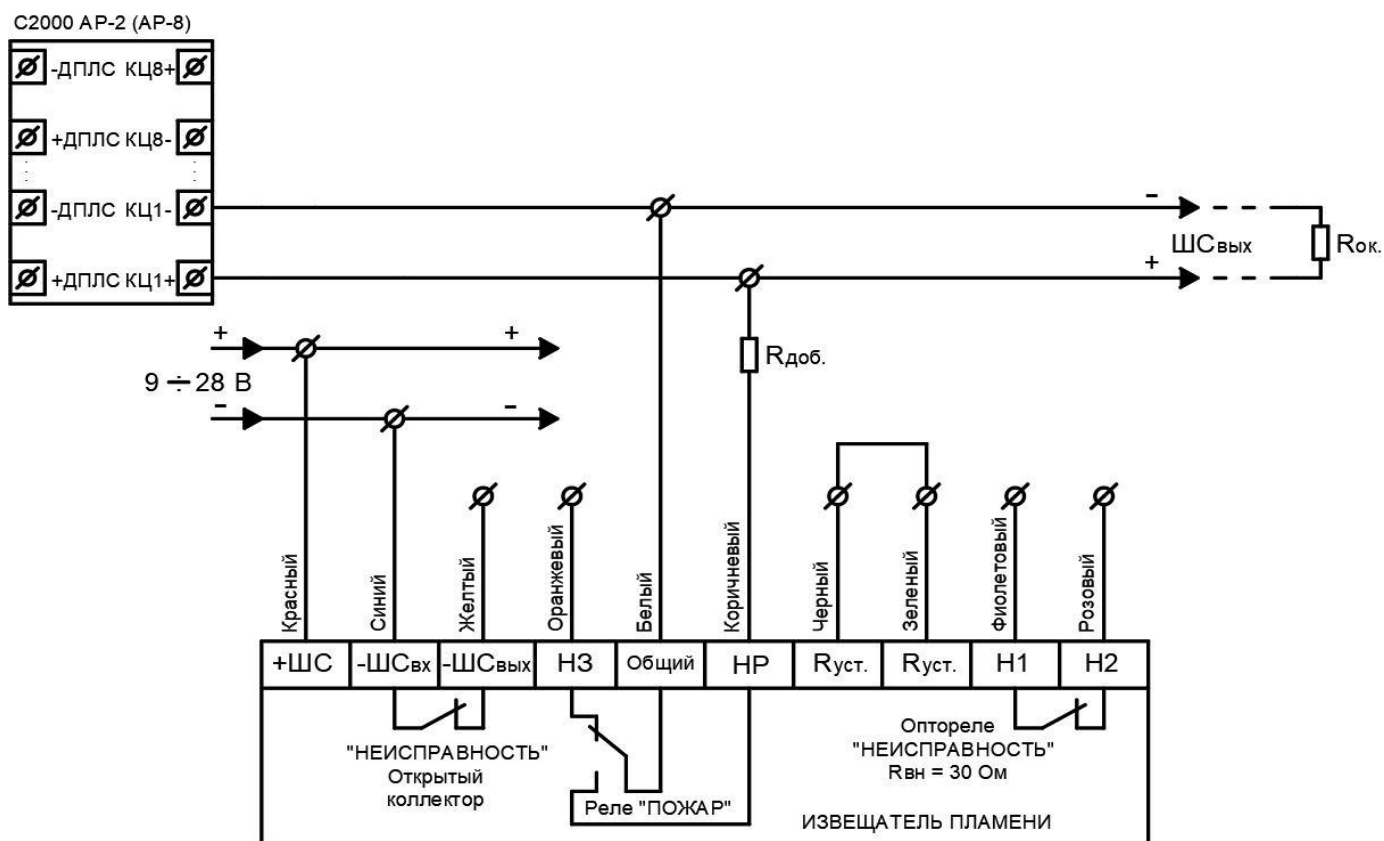 С2000 АР-2 (АР-8)
-ДПЛС КЦ8+
+ДПЛС КЦ8-
-ДПЛС КЦ1-
+ДПЛС КЦ1+
-
ШСвых
+
Rок.
+ +
9 ÷ 28 В
- -
Rдоб.
Красный
Синий
Желтый
Оранжевый
Белый
Коричневый
Черный
Зеленый
Фиолетовый
Розовый
+ШС -ШСвх -ШСвых НЗ Общий НР Rуст. Rуст. Н1 Н2
"НЕИСПРАВНОСТЬ"
Открытый
коллектор
Реле "ПОЖАР"
Оптореле
"НЕИСПРАВНОСТЬ"
Rвн = 30 Ом
ИЗВЕЩАТЕЛЬ ПЛАМЕНИ